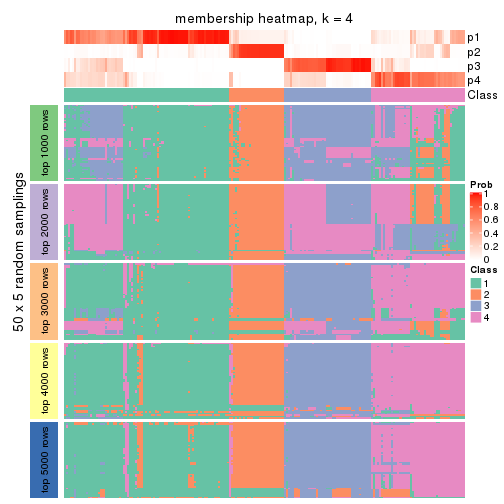 membership heatmap, k = 4
p1
p2
p3
p4
Class
50 x 5 random samplings
top 1000 rows
top 2000 rows
top 3000 rows
top 4000 rows
top 5000 rows
Prob
1
0.8
0.6
0.4
0.2
0
Class
1
2
3
4